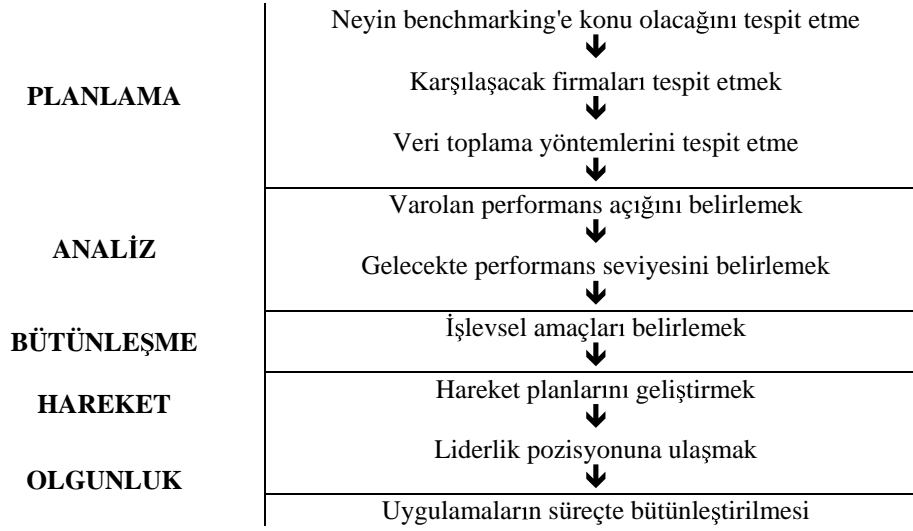 Neyin benchmarking'e konu olacağını tespit etme
PLANLAMA
Karşılaşacak firmaları tespit etmek
Veri toplama yöntemlerini tespit etme
Varolan performans açığını belirlemek
ANALİZ
Gelecekte performans seviyesini belirlemek
BÜTÜNLEŞME
İşlevsel amaçları belirlemek
HAREKET
Hareket planlarını geliştirmek
Liderlik pozisyonuna ulaşmak
OLGUNLUK
Uygulamaların süreçte bütünleştirilmesi